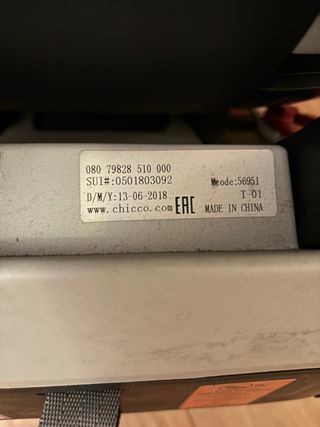 080 79828 510 000
SUI#:0501803092
Mcode:56951
D/M/Y:13-06-2018
T-01
www.chicco.com EAC MADE IN CHINA